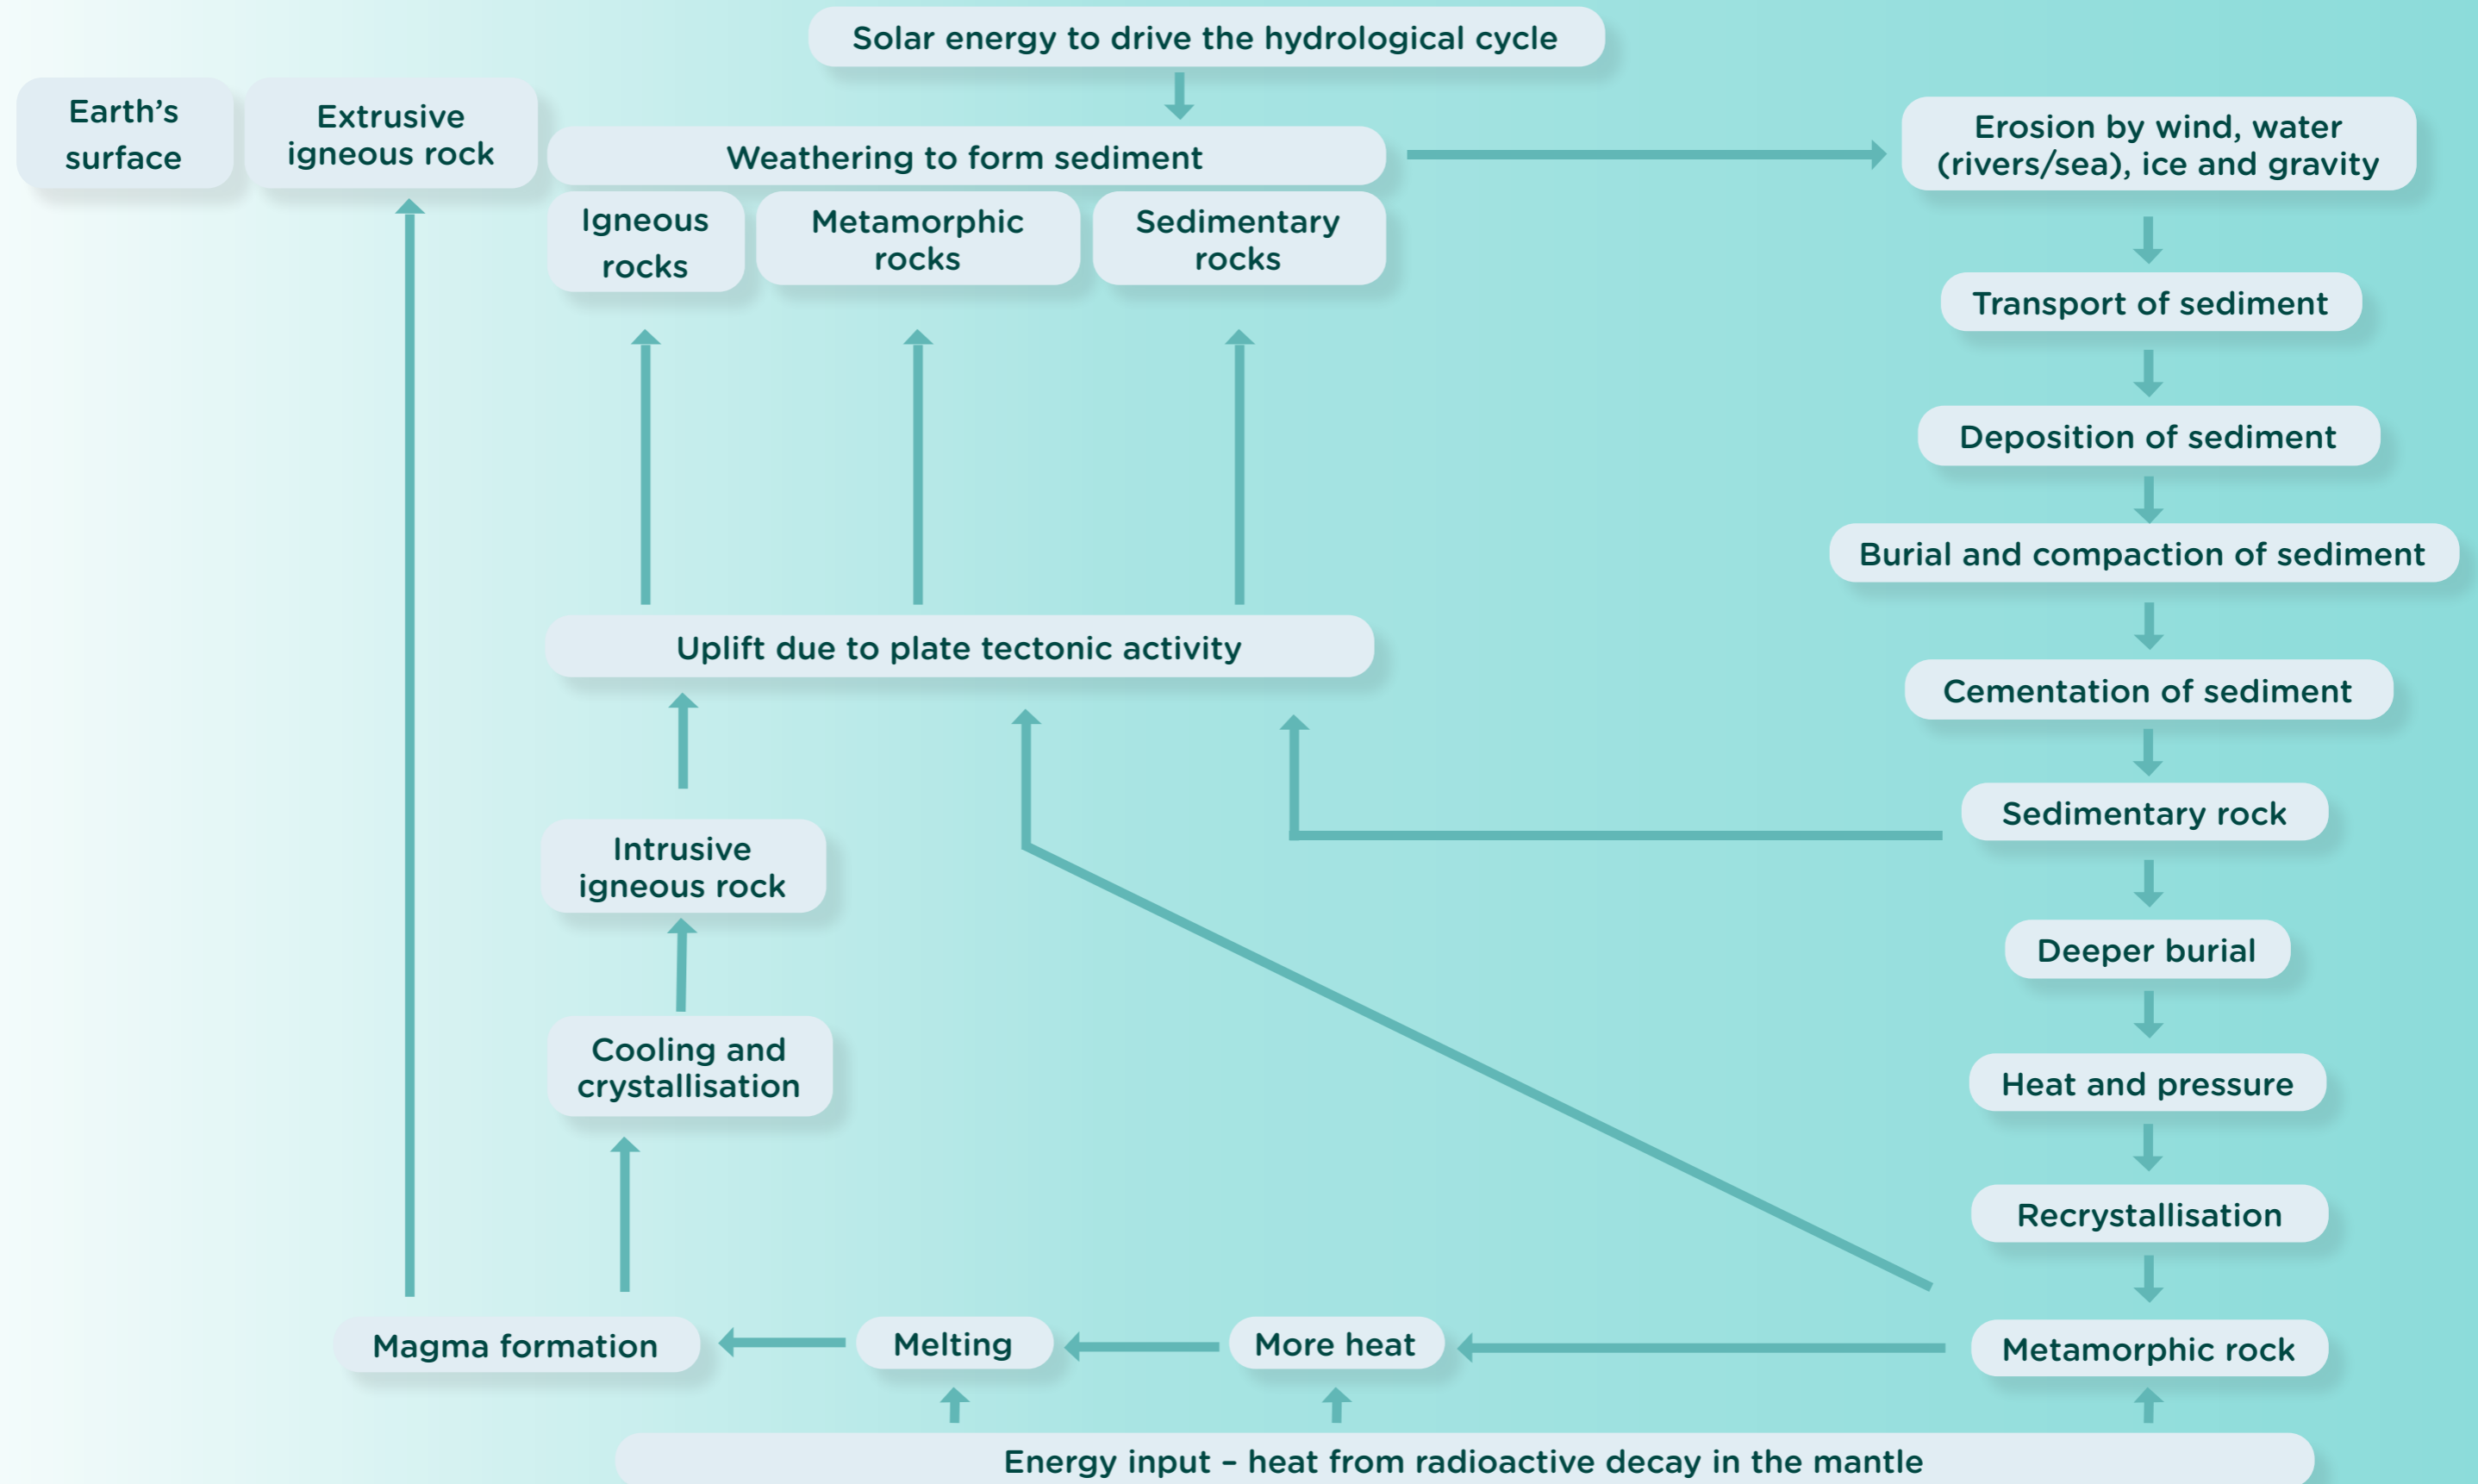 Solar energy to drive the hydrological cycle
Earth’s
surface
Extrusive
igneous rock
Weathering to form sediment
Igneous
rocks
Metamorphic
rocks
Sedimentary
rocks
Erosion by wind, water
(rivers/sea), ice and gravity
Transport of sediment
Deposition of sediment
Burial and compaction of sediment
Cementation of sediment
Sedimentary rock
Deeper burial
Heat and pressure
Recrystallisation
Metamorphic rock
Uplift due to plate tectonic activity
Intrusive
igneous rock
Cooling and
crystallisation
Magma formation
Melting
More heat
Energy input – heat from radioactive decay in the mantle